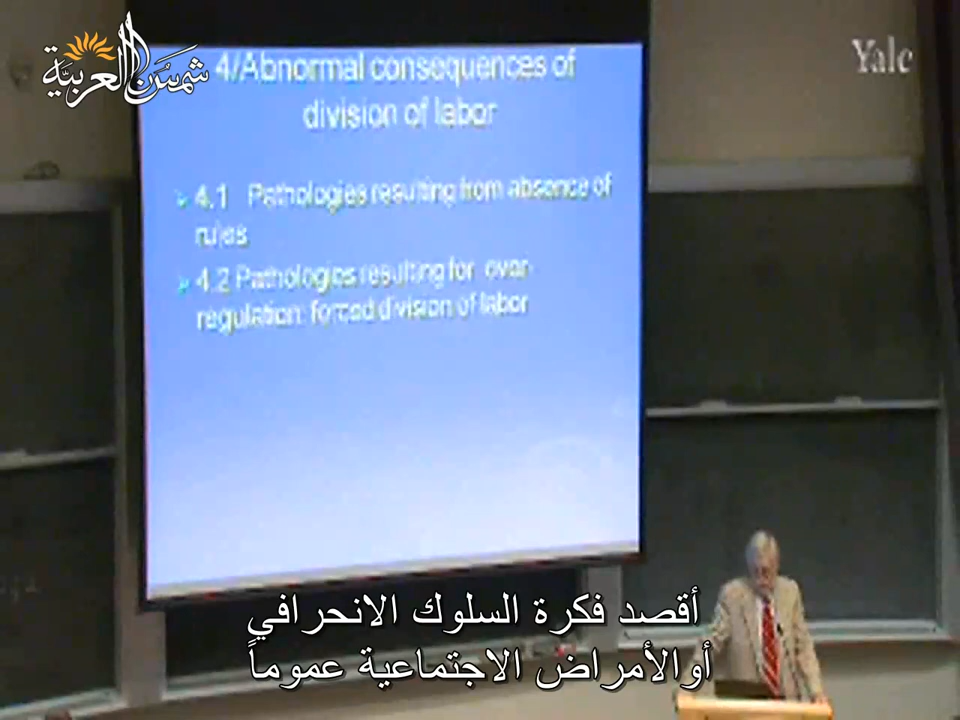 شمس العربية
Yale
4/Abnormal consequences of
division of labor
4.1 Pathologies resulting from absence of
rules
4.2 Pathologies resulting for over
regulation: forced division of labor
أقصد فكرة السلوك الانحرافي
أوالأمراض الاجتماعية عموماً